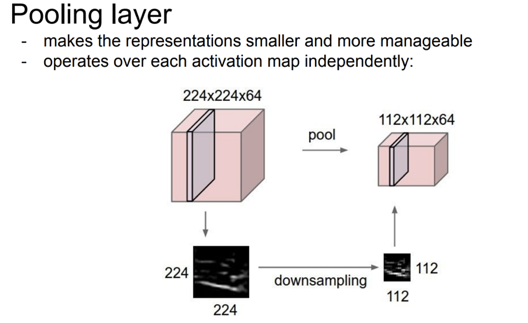 Pooling layer
- makes the representations smaller and more manageable
- operates over each activation map independently:
224x224x64
112x112x64
pool
224
downsampling
112
224
112